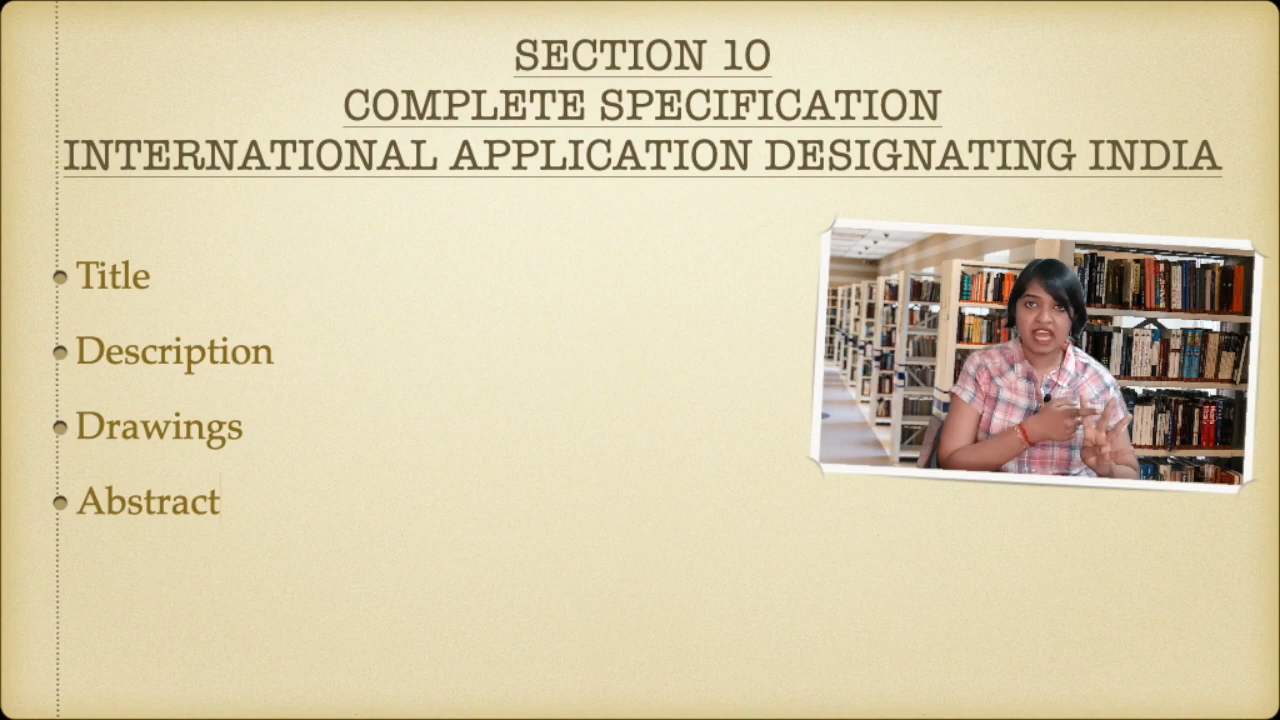 SECTION 10
COMPLETE SPECIFICATION
INTERNATIONAL APPLICATION DESIGNATING INDIA
Title
Description
Drawings
Abstract